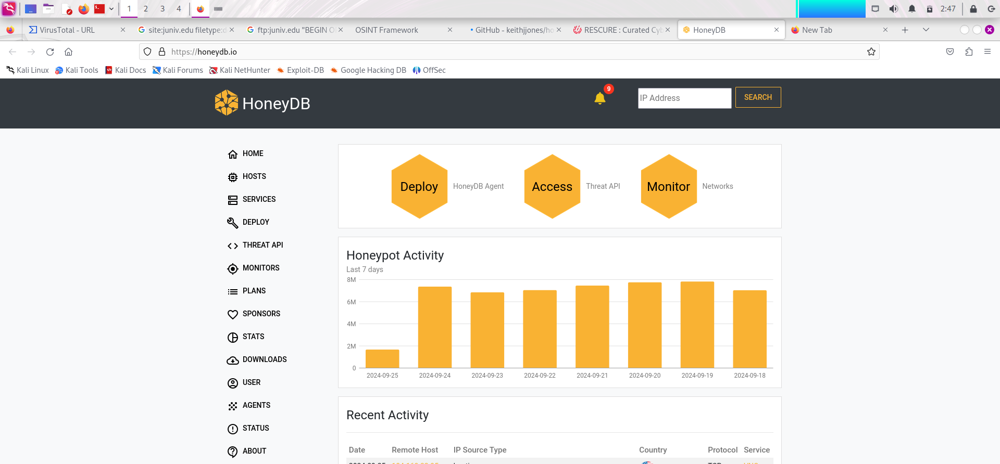 1 2 3 4 2:47
VirusTotal - URL site:juniv.edu filetype:d ftp:juniv.edu "BEGIN O OSINT Framework GitHub - keithjjones/ho RESCURE : Curated Cyb HoneyDB New Tab
https://honeydb.io
Kali Linux Kali Tools Kali Docs Kali Forums Kali NetHunter Exploit-DB Google Hacking DB OffSec
HoneyDB 9 IP Address SEARCH
HOME
HOSTS
SERVICES
DEPLOY
THREAT API
MONITORS
PLANS
SPONSORS
STATS
DOWNLOADS
USER
AGENTS
STATUS
ABOUT
Deploy HoneyDB Agent Access Threat API Monitor Networks
Honeypot Activity
Last 7 days
8M
6M
4M
2M
0
2024-09-25 2024-09-24 2024-09-23 2024-09-22 2024-09-21 2024-09-20 2024-09-19 2024-09-18
Recent Activity
Date Remote Host IP Source Type Country Protocol Service